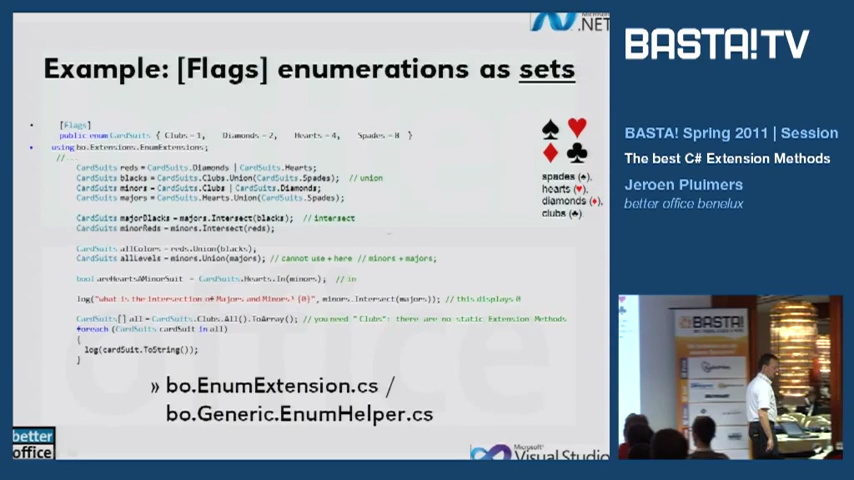 Microsoft
.NET
BASTA!TV
Example: [Flags] enumerations as sets
• [Flags]
public enum CardSuits { Clubs = 1, Diamonds = 2, Hearts = 4, Spades = 8 }
• using bo.Extensions.EnumExtensions;
//...
CardSuits reds = CardSuits.Diamonds | CardSuits.Hearts;
CardSuits blacks = CardSuits.Clubs.Union(CardSuits.Spades); // union
CardSuits minors = CardSuits.Clubs | CardSuits.Diamonds;
CardSuits majors = CardSuits.Hearts.Union(CardSuits.Spades);
CardSuits majorBlacks = majors.Intersect(blacks); // intersect
CardSuits minorReds = minors.Intersect(reds);
CardSuits allColors = reds.Union(blacks);
CardSuits allLevels = minors.Union(majors); // cannot use + here // minors + majors;
bool areHeartsAMinorSuit = CardSuits.Hearts.In(minors); // in
log("what is the intersection of Majors and Minors? (0)", minors.Intersect(majors)); // this displays 0
CardSuits[] all = CardSuits.Clubs.All().ToArray(); // you need "Clubs": there are no static Extension Methods
foreach (CardSuits cardSuit in all)
{
log(cardSuit.ToString());
}
spades (♠),
hearts (♥),
diamonds (♦),
clubs (♣)
» bo.EnumExtension.cs /
bo.Generic.EnumHelper.cs
better
office
Microsoft
Visual Studio
BASTA! Spring 2011 | Session
The best C# Extension Methods
Jeroen Pluimers
better office benelux
BASTA!